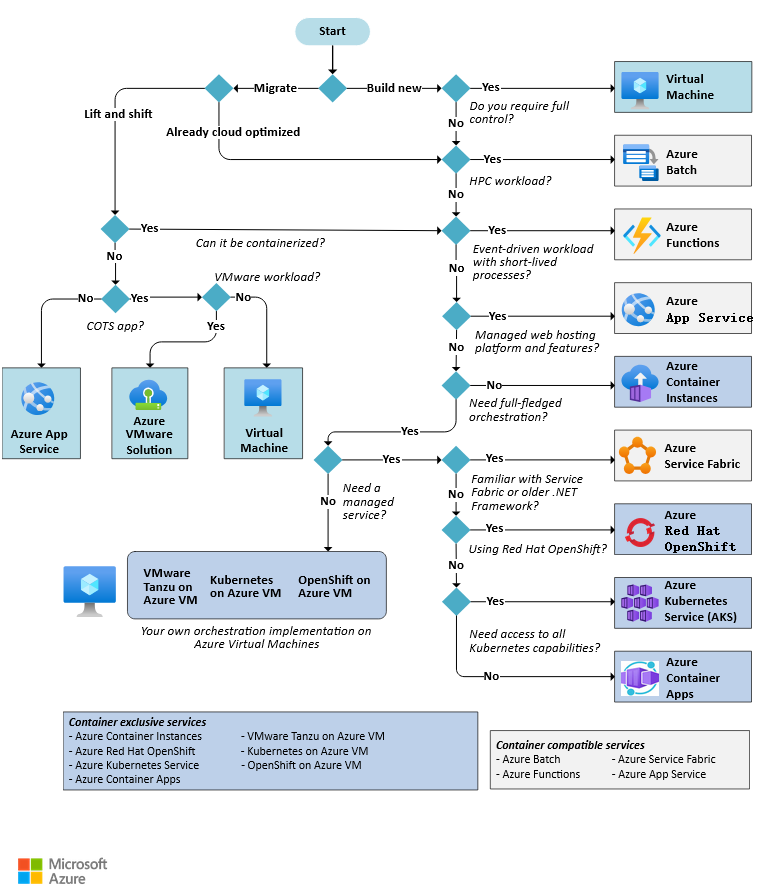 Start
Migrate
Build new
Yes
Virtual
Machine
Lift and shift
Do you require full
control?
No
Already cloud optimized
Yes
Azure
Batch
HPC workload?
No
Yes
Can it be containerized?
Yes
Azure
Functions
No
Event-driven workload
with short-lived
processes?
No
VMware workload?
No
Yes
No
COTS app?
Yes
Yes
Azure
App Service
Managed web hosting
platform and features?
No
No
Azure
Container
Instances
Need full-fledged
orchestration?
Yes
Azure App
Service
Azure
VMware
Solution
Virtual
Machine
Yes
Yes
Azure
Service Fabric
Need a
managed
service?
No
Familiar with Service
Fabric or older .NET
Framework?
No
Yes
Azure
Red Hat
OpenShift
Using Red Hat OpenShift?
No
VMware
Tanzu on
Azure VM
Kubernetes
on Azure VM
OpenShift on
Azure VM
Your own orchestration implementation on
Azure Virtual Machines
Yes
Azure
Kubernetes
Service (AKS)
Need access to all
Kubernetes capabilities?
No
Azure
Container
Apps
Container exclusive services
- Azure Container Instances
- Azure Red Hat OpenShift
- Azure Kubernetes Service
- Azure Container Apps
- VMware Tanzu on Azure VM
- Kubernetes on Azure VM
- OpenShift on Azure VM
Container compatible services
- Azure Batch
- Azure Functions
- Azure Service Fabric
- Azure App Service
Microsoft
Azure